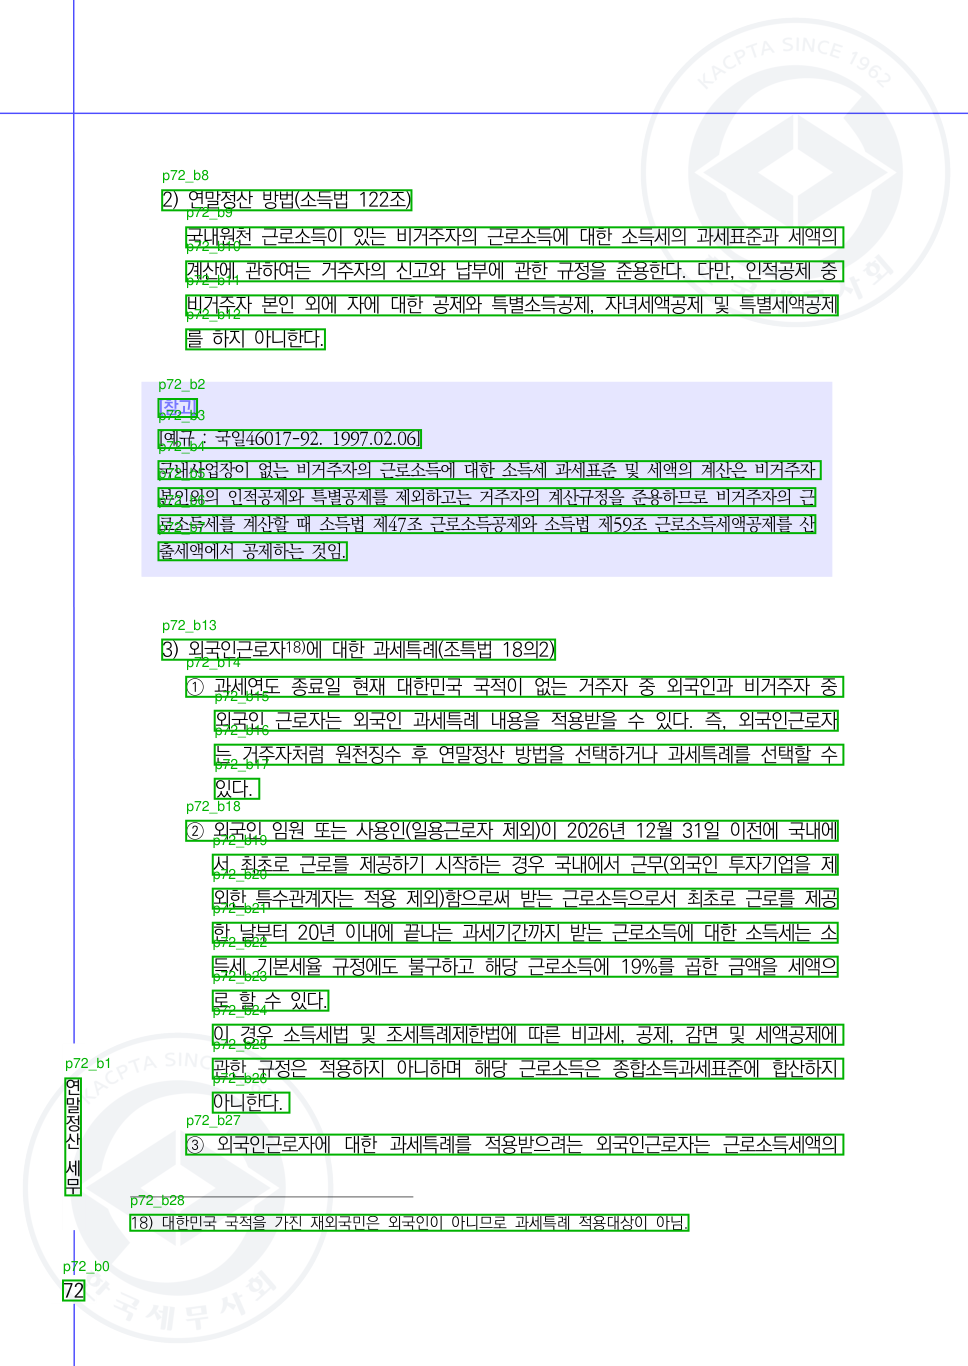 KACPTA SINCE 1962
한국세무사회
p72_b8
2) 연말정산 방법(소득법 122조)
p72_b9
국내원천 근로소득이 있는 비거주자의 근로소득에 대한 소득세의 과세표준과 세액의
p72_b10
계산에 관하여는 거주자의 신고와 납부에 관한 규정을 준용한다. 다만, 인적공제 중
p72_b11
비거주자 본인 외에 자에 대한 공제와 특별소득공제, 자녀세액공제 및 특별세액공제
p72_b12
를 하지 아니한다.
p72_b2
[참고]
p72_b3
[예규 : 국일46017-92. 1997.02.06]
p72_b4
국내사업장이 없는 비거주자의 근로소득에 대한 소득세 과세표준 및 세액의 계산은 비거주자
p72_b5
본인외의 인적공제와 특별공제를 제외하고는 거주자의 계산규정을 준용하므로 비거주자의 근
p72_b6
로소득세를 계산할 때 소득법 제47조 근로소득공제와 소득법 제59조 근로소득세액공제를 산
p72_b7
출세액에서 공제하는 것임.
p72_b13
3) 외국인근로자18)에 대한 과세특례(조특법 18의2)
p72_b14
① 과세연도 종료일 현재 대한민국 국적이 없는 거주자 중 외국인과 비거주자 중
p72_b15
외국인 근로자는 외국인 과세특례 내용을 적용받을 수 있다. 즉, 외국인근로자
p72_b16
는 거주자처럼 원천징수 후 연말정산 방법을 선택하거나 과세특례를 선택할 수
p72_b17
있다.
p72_b18
② 외국인 임원 또는 사용인(일용근로자 제외)이 2026년 12월 31일 이전에 국내에
p72_b19
서 최초로 근로를 제공하기 시작하는 경우 국내에서 근무(외국인 투자기업을 제
p72_b20
외한 특수관계자는 적용 제외)함으로써 받는 근로소득으로서 최초로 근로를 제공
p72_b21
한 날부터 20년 이내에 끝나는 과세기간까지 받는 근로소득에 대한 소득세는 소
p72_b22
득세 기본세율 규정에도 불구하고 해당 근로소득에 19%를 곱한 금액을 세액으
p72_b23
로 할 수 있다.
p72_b24
이 경우 소득세법 및 조세특례제한법에 따른 비과세, 공제, 감면 및 세액공제에
p72_b25
관한 규정은 적용하지 아니하며 해당 근로소득은 종합소득과세표준에 합산하지
p72_b26
아니한다.
p72_b27
③ 외국인근로자에 대한 과세특례를 적용받으려는 외국인근로자는 근로소득세액의
p72_b28
18) 대한민국 국적을 가진 재외국민은 외국인이 아니므로 과세특례 적용대상이 아님.
p72_b1
연말정산 세무
p72_b0
72
KACPTA SINC
한국세무사회